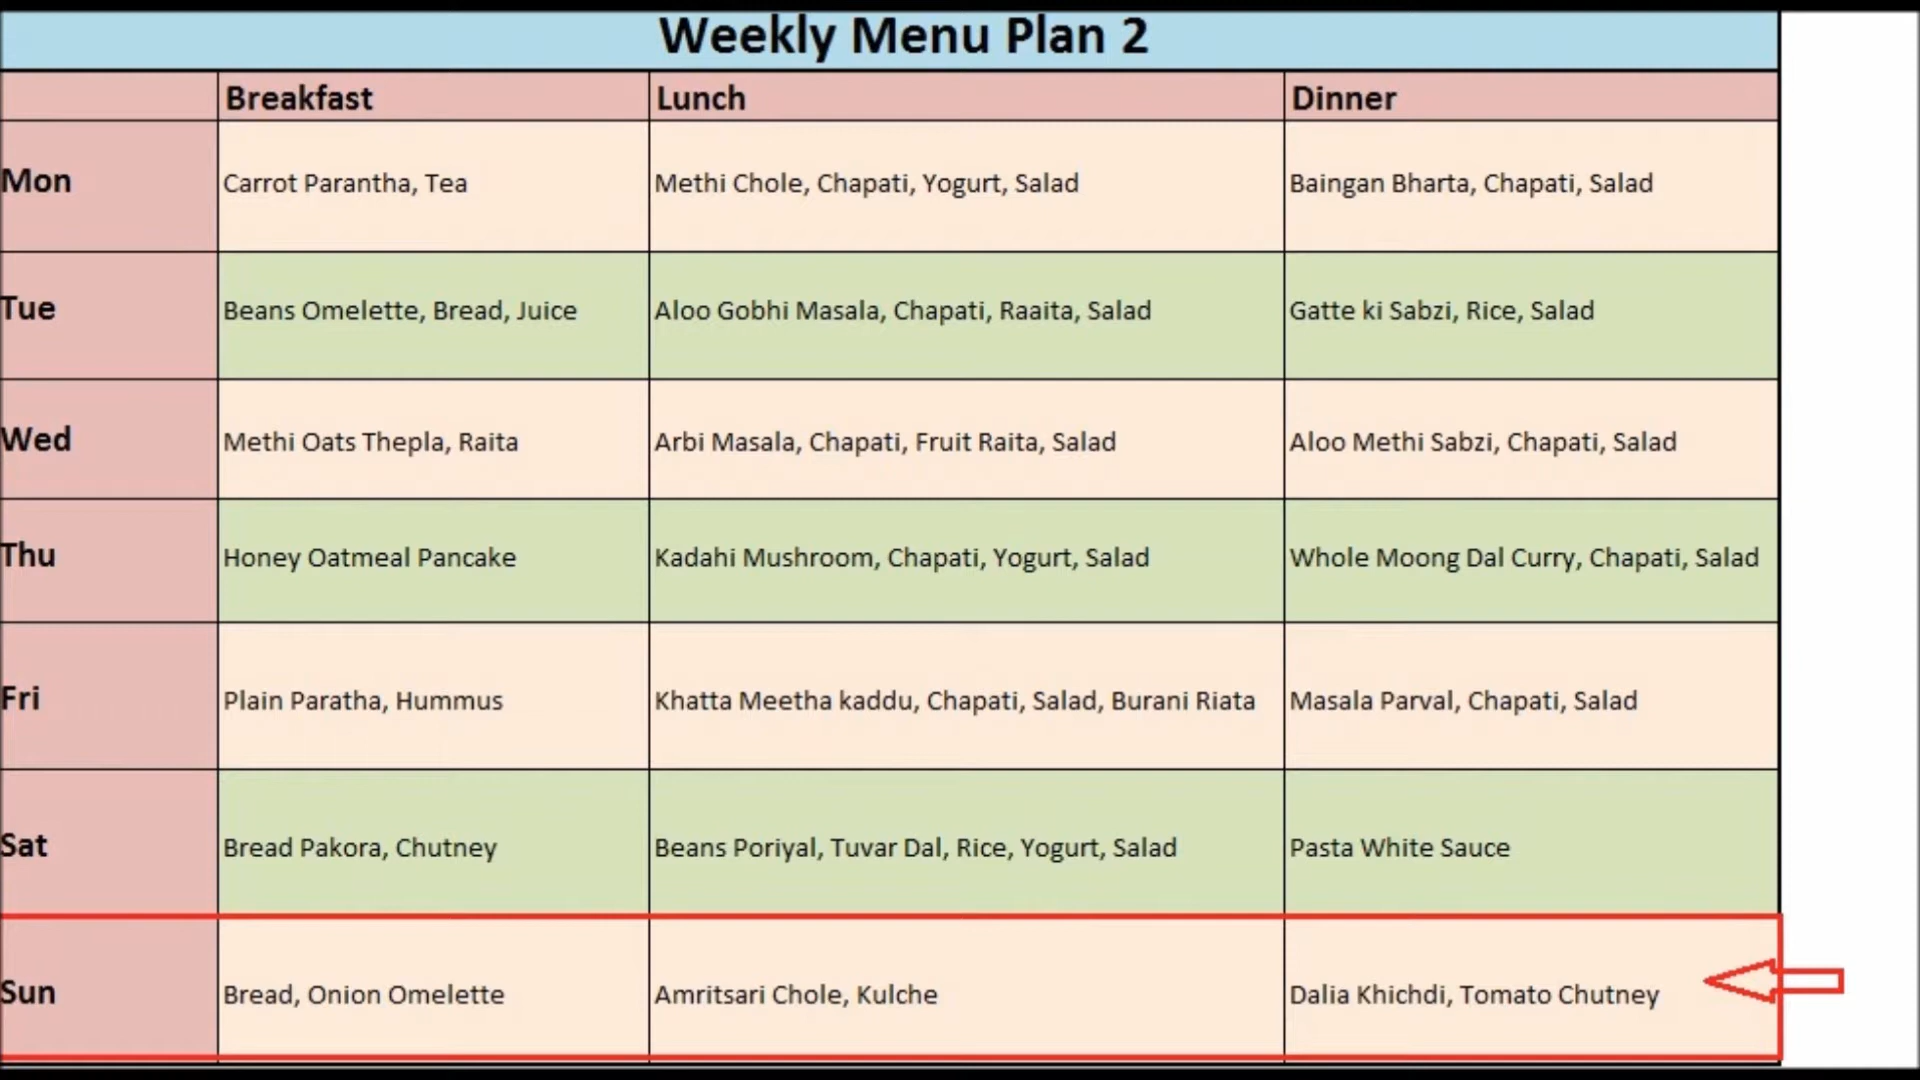 Weekly Menu Plan 2
Breakfast Lunch Dinner
Mon Carrot Parantha, Tea Methi Chole, Chapati, Yogurt, Salad Baingan Bharta, Chapati, Salad
Tue Beans Omelette, Bread, Juice Aloo Gobhi Masala, Chapati, Raaita, Salad Gatte ki Sabzi, Rice, Salad
Wed Methi Oats Thepla, Raita Arbi Masala, Chapati, Fruit Raita, Salad Aloo Methi Sabzi, Chapati, Salad
Thu Honey Oatmeal Pancake Kadahi Mushroom, Chapati, Yogurt, Salad Whole Moong Dal Curry, Chapati, Salad
Fri Plain Paratha, Hummus Khatta Meetha kaddu, Chapati, Salad, Burani Riata Masala Parval, Chapati, Salad
Sat Bread Pakora, Chutney Beans Poriyal, Tuvar Dal, Rice, Yogurt, Salad Pasta White Sauce
Sun Bread, Onion Omelette Amritsari Chole, Kulche Dalia Khichdi, Tomato Chutney